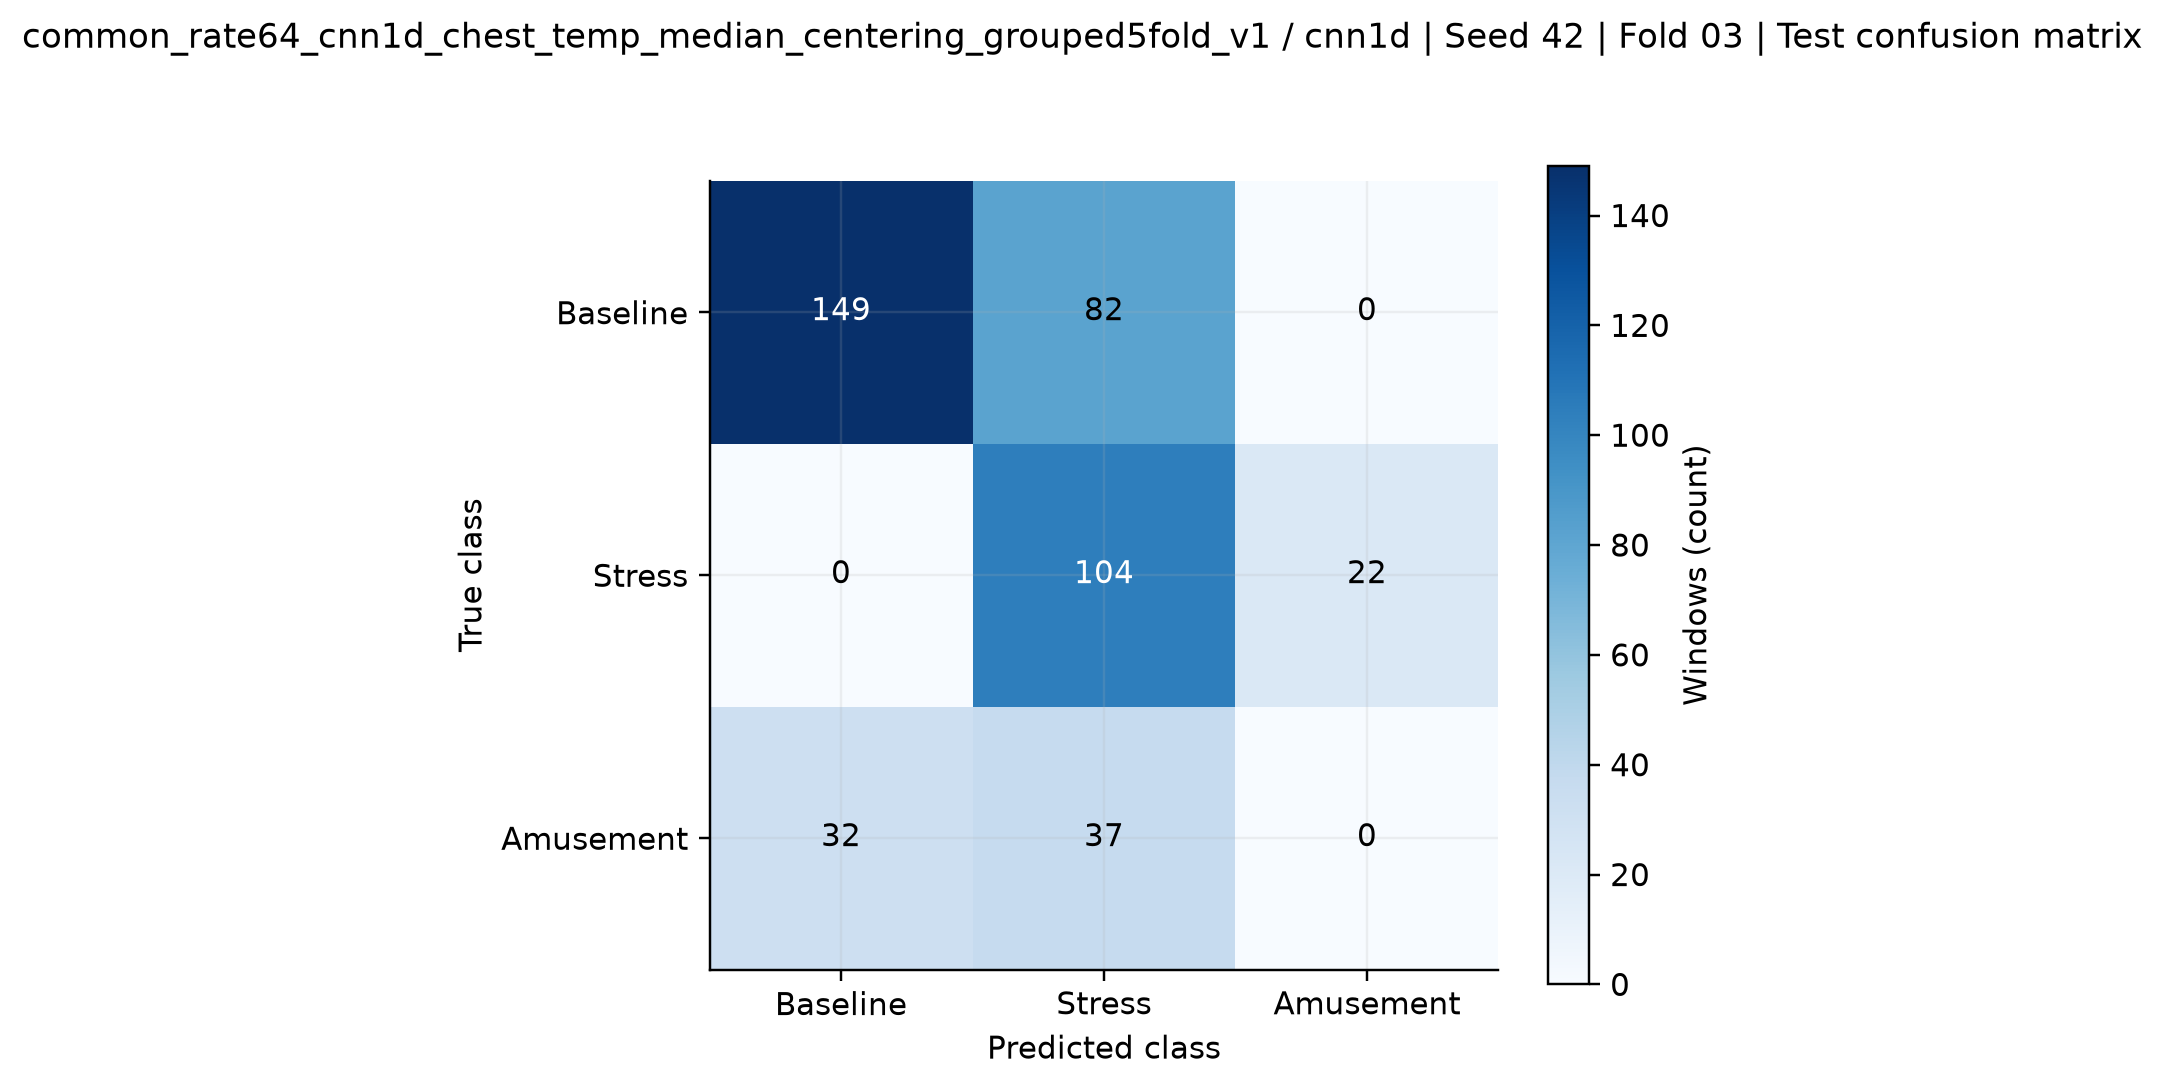 common_rate64_cnn1d_chest_temp_median_centering_grouped5fold_v1 / cnn1d | Seed 42 | Fold 03 | Test confusion matrix
True class
Baseline 149 82 0
Stress 0 104 22
Amusement 32 37 0
Baseline Stress Amusement
Predicted class
140
120
100
80
60
40
20
0
Windows (count)